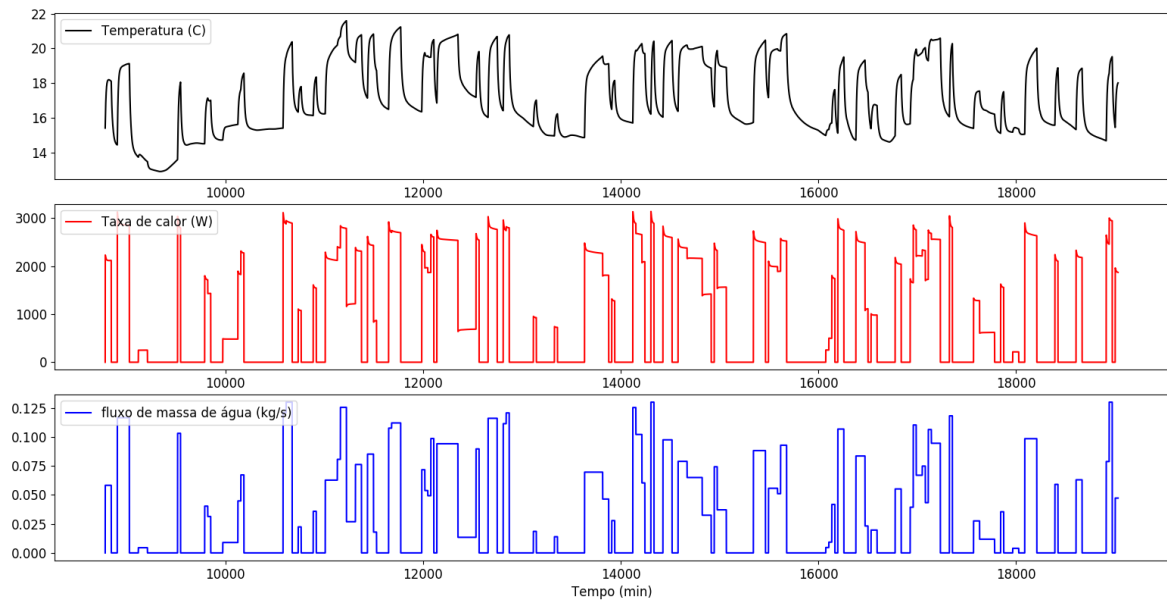 22
20
18
16
14
Temperatura (C)
10000 12000 14000 16000 18000
3000
2000
1000
0
Taxa de calor (W)
10000 12000 14000 16000 18000
0.125
0.100
0.075
0.050
0.025
0.000
fluxo de massa de água (kg/s)
10000 12000 14000 16000 18000
Tempo (min)